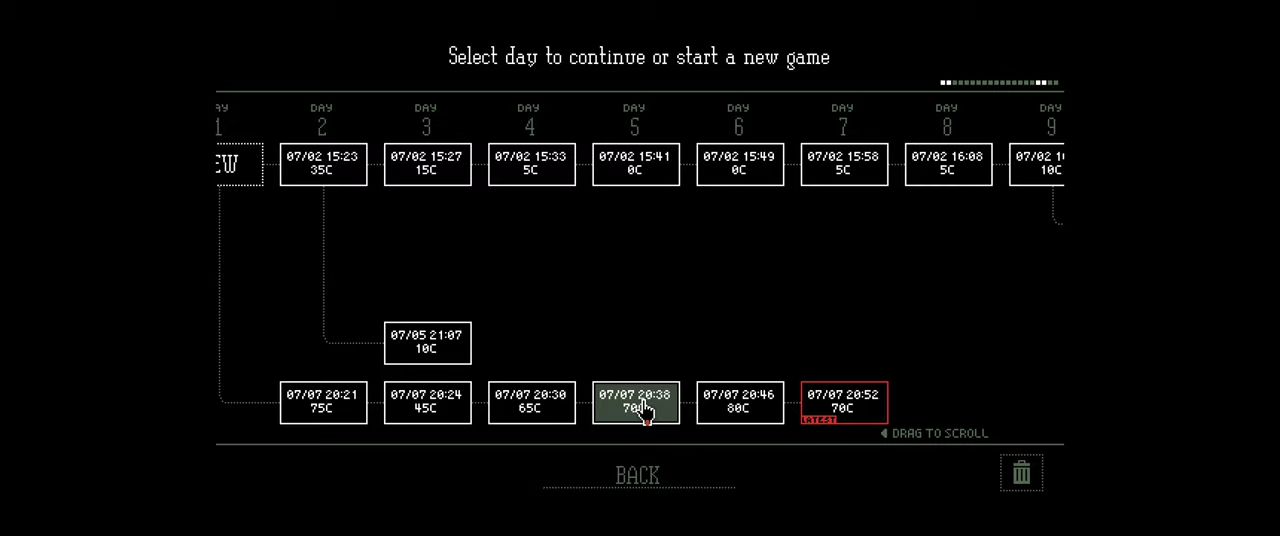 Select day to continue or start a new game
DAY DAY DAY DAY DAY DAY DAY DAY
1 2 3 4 5 6 7 8 9
07/02 15:23 07/02 15:27 07/02 15:33 07/02 15:41 07/02 15:49 07/02 15:58 07/02 16:08
35C 15C 5C 0C 0C 5C 5C 10C
07/05 21:07
10C
07/07 20:21 07/07 20:24 07/07 20:30 07/07 20:38 07/07 20:46 07/07 20:52
75C 45C 65C 80C 70C
LATEST
DRAG TO SCROLL
BACK